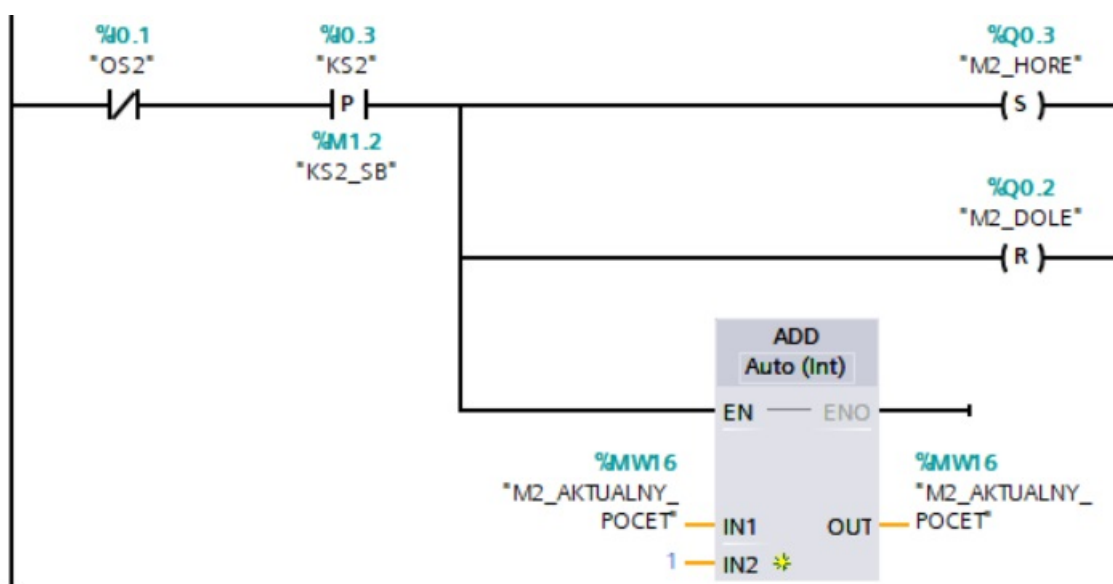 %I0.1
"OS2"
%I0.3
"KS2"
P
%M1.2
"KS2_SB"
%Q0.3
"M2_HORE"
S
%Q0.2
"M2_DOLE"
R
ADD
Auto (Int)
EN
ENO
%MW16
"M2_AKTUALNY_
POCET"
IN1
1
IN2
OUT
%MW16
"M2_AKTUALNY_
POCET"